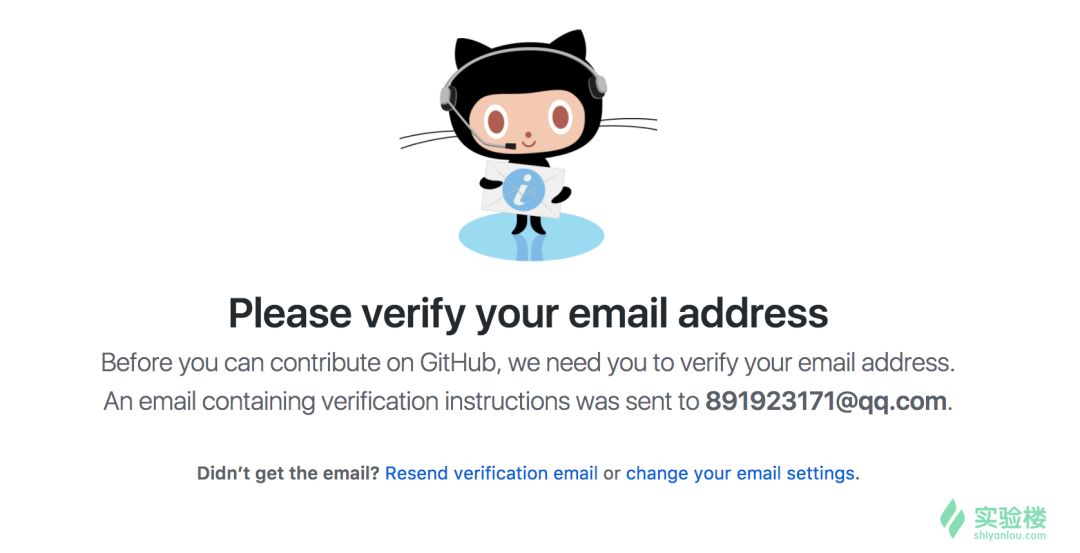 Please verify your email address
Before you can contribute on GitHub, we need you to verify your email address.
An email containing verification instructions was sent to 891923171@qq.com.
Didn’t get the email? Resend verification email or change your email settings.
实验楼
shiyanlou.com